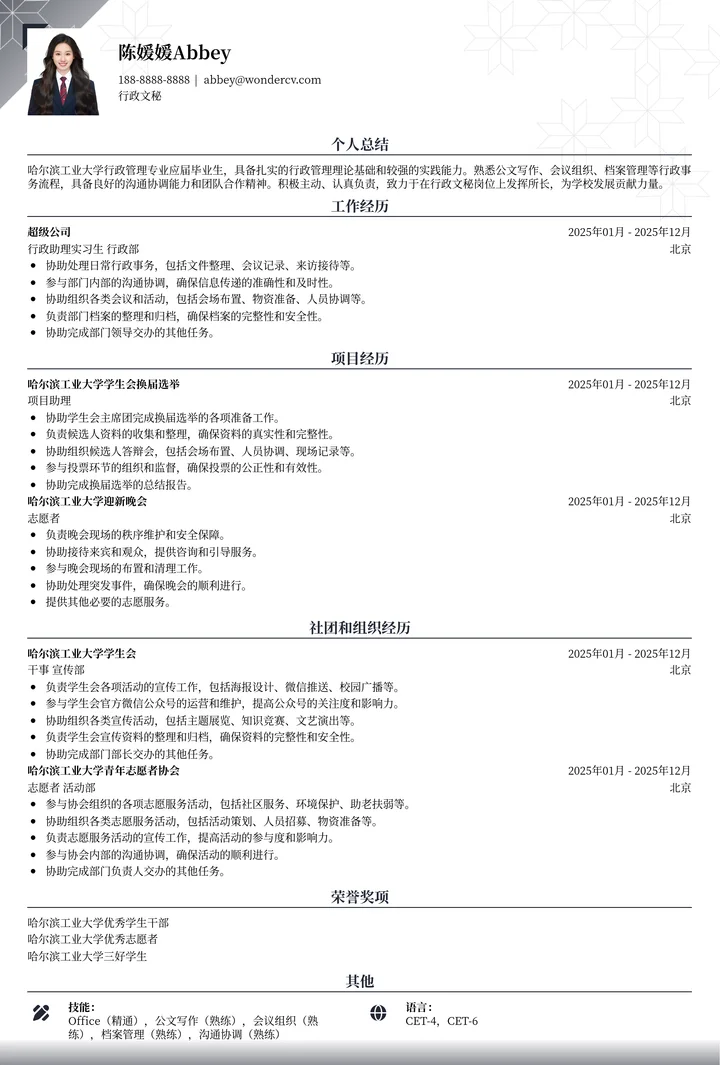 陈媛媛Abbey
188-8888-8888 | abbey@wondercv.com
行政文秘
个人总结
哈尔滨工业大学行政管理专业应届毕业生，具备扎实的行政管理理论基础和较强的实践能力。熟悉公文写作、会议组织、档案管理等行政事
务流程，具备良好的沟通协调能力和团队合作精神。积极主动、认真负责，致力于在行政文秘岗位上发挥所长，为学校发展贡献力量。
工作经历
超级公司 2025年01月 - 2025年12月
行政助理实习生 行政部 北京
• 协助处理日常行政事务，包括文件整理、会议记录、来访接待等。
• 参与部门内部的沟通协调，确保信息传递的准确性和及时性。
• 协助组织各类会议和活动，包括会场布置、物资准备、人员协调等。
• 负责部门档案的整理和归档，确保档案的完整性和安全性。
• 协助完成部门领导交办的其他任务。
项目经历
哈尔滨工业大学学生会换届选举 2025年01月 - 2025年12月
项目助理 北京
• 协助学生会主席团完成换届选举的各项准备工作。
• 负责候选人资料的收集和整理，确保资料的真实性和完整性。
• 协助组织候选人答辩会，包括会场布置、人员协调、现场记录等。
• 参与投票环节的组织和监督，确保投票的公正性和有效性。
• 协助完成换届选举的总结报告。
哈尔滨工业大学迎新晚会 2025年01月 - 2025年12月
志愿者 北京
• 负责晚会现场的秩序维护和安全保障。
• 协助接待来宾和观众，提供咨询和引导服务。
• 参与晚会现场的布置和清理工作。
• 协助处理突发事件，确保晚会的顺利进行。
• 提供其他必要的志愿服务。
社团和组织经历
哈尔滨工业大学学生会 2025年01月 - 2025年12月
干事 宣传部 北京
• 负责学生会各项活动的宣传工作，包括海报设计、微信推送、校园广播等。
• 参与学生会官方微信公众号的运营和维护，提高公众号的关注度和影响力。
• 协助组织各类宣传活动，包括主题展览、知识竞赛、文艺演出等。
• 负责学生会宣传资料的整理和归档，确保资料的完整性和安全性。
• 协助完成部门部长交办的其他任务。
哈尔滨工业大学青年志愿者协会 2025年01月 - 2025年12月
志愿者 活动部 北京
• 参与协会组织的各项志愿服务活动，包括社区服务、环境保护、助老扶弱等。
• 协助组织各类志愿服务活动，包括活动策划、人员招募、物资准备等。
• 负责志愿服务活动的宣传工作，提高活动的参与度和影响力。
• 参与协会内部的沟通协调，确保活动的顺利进行。
• 协助完成部门负责人交办的其他任务。
荣誉奖项
哈尔滨工业大学优秀学生干部
哈尔滨工业大学优秀志愿者
哈尔滨工业大学三好学生
其他
技能：
Office（精通），公文写作（熟练），会议组织（熟
练），档案管理（熟练），沟通协调（熟练）
语言：
CET-4，CET-6